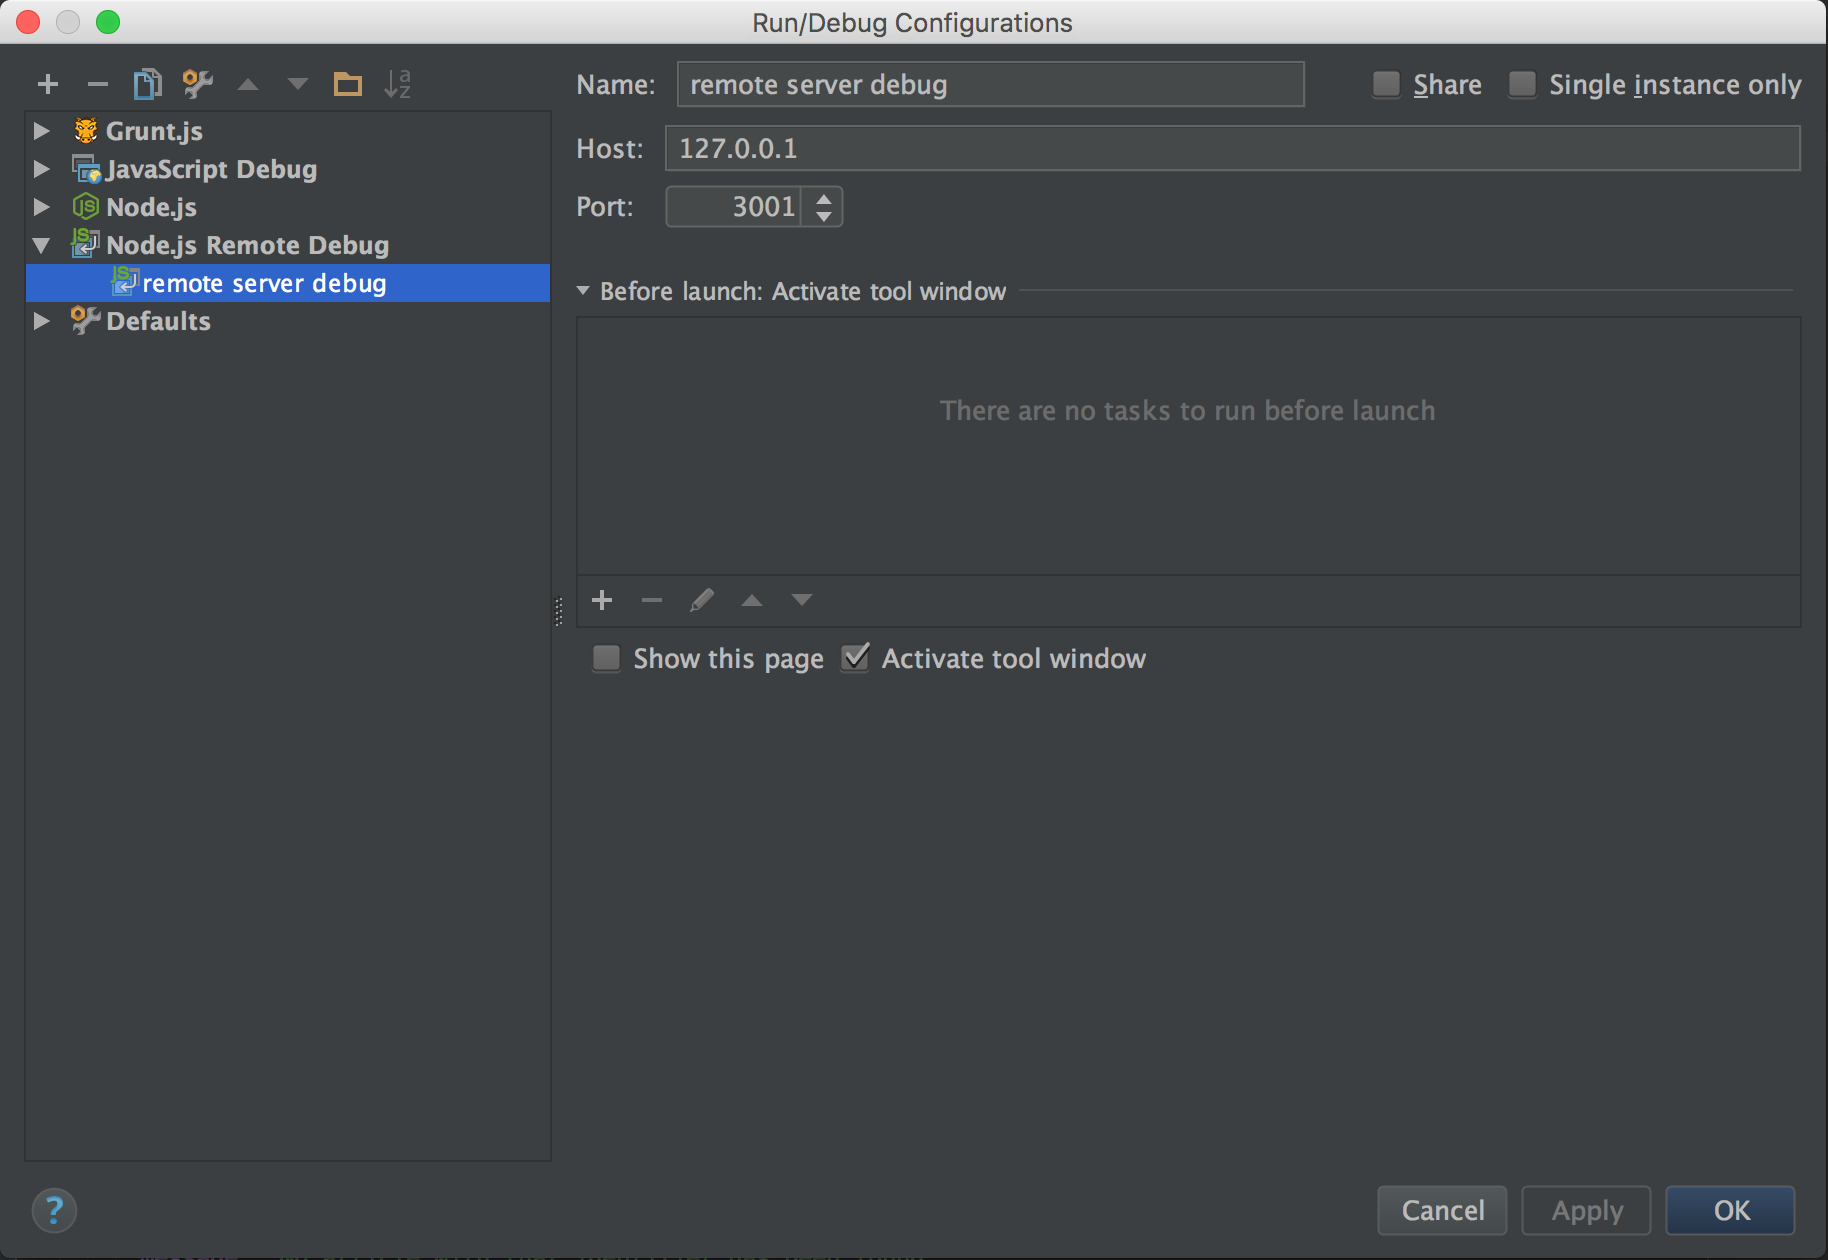 Run/Debug Configurations
Name: remote server debug Share Single instance only
Host: 127.0.0.1
Port: 3001
Grunt.js
JavaScript Debug
Node.js
Node.js Remote Debug
remote server debug
Defaults
Before launch: Activate tool window
There are no tasks to run before launch
Show this page Activate tool window
? Cancel Apply OK